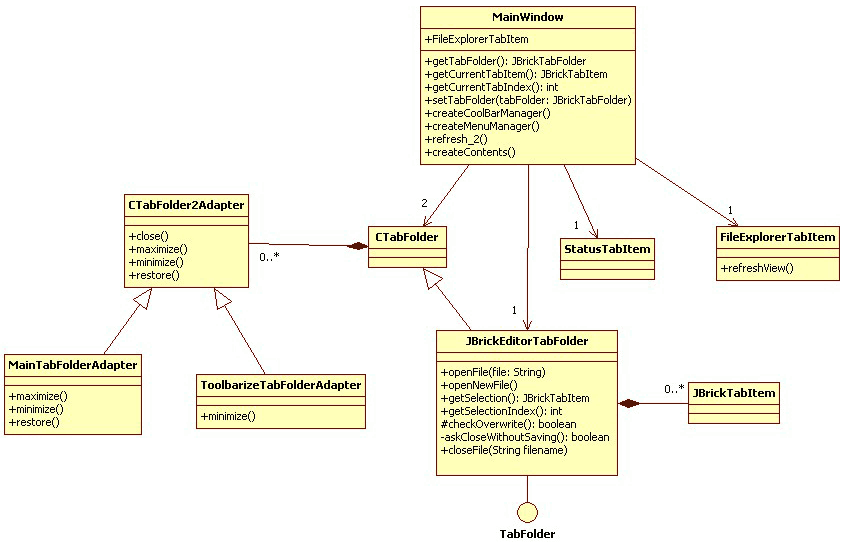 MainWindow
+FileExplorerTabItem
+getTabFolder(): JBrickTabFolder
+getCurrentTabItem(): JBrickTabItem
+getCurrentTabIndex(): int
+setTabFolder(tabFolder: JBrickTabFolder)
+createCoolBarManager()
+createMenuManager()
+refresh_2()
+createContents()
2
1
1
1
CTabFolder2Adapter
+close()
+maximize()
+minimize()
+restore()
0..*
CTabFolder
StatusTabItem
FileExplorerTabItem
+refreshView()
MainTabFolderAdapter
+maximize()
+minimize()
+restore()
ToolbarizeTabFolderAdapter
+minimize()
JBrickEditorTabFolder
+openFile(file: String)
+openNewFile()
+getSelection(): JBrickTabItem
+getSelectionIndex(): int
#checkOverwrite(): boolean
-askCloseWithoutSaving(): boolean
+closeFile(String filename)
0..*
JBrickTabItem
TabFolder